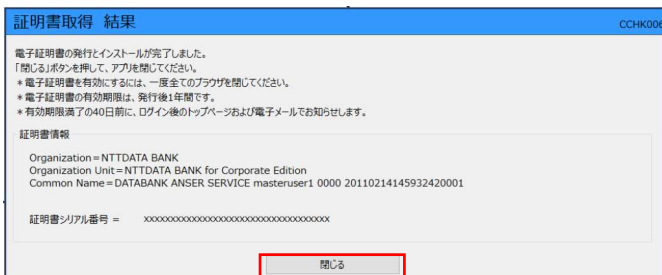 証明書取得 結果
CCHK006
電子証明書の発行とインストールが完了しました。
「閉じる」ボタンを押して、アプリを閉じてください。
*電子証明書を有効にするには、一度全てのブラウザを閉じてください。
*電子証明書の有効期限は、発行後1年間です。
*有効期限満了の40日前に、ログイン後のトップページおよび電子メールでお知らせします。
証明書情報
Organization=NTTDATA BANK
Organization Unit=NTTDATA BANK for Corporate Edition
Common Name=DATABANK ANSER SERVICE masteruser1 0000 20110214145932420001
証明書シリアル番号 = xxxxxxxxxxxxxxxxxxxxxxxxxxxxxxxxxx
閉じる